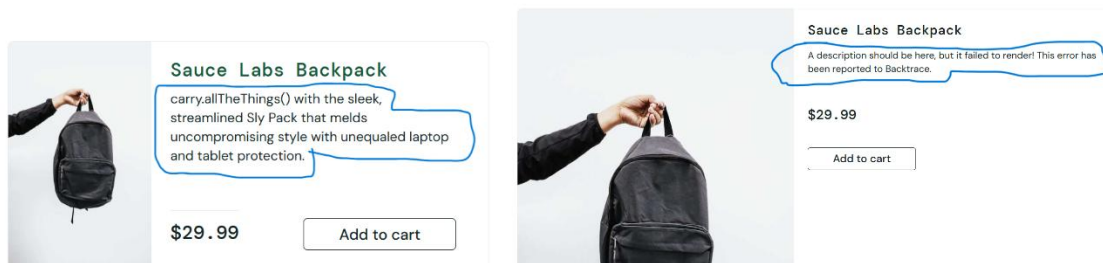 Sauce Labs Backpack
carry.allTheThings() with the sleek,
streamlined Sly Pack that melds
uncompromising style with unequaled laptop
and tablet protection.
$29.99
Add to cart
Sauce Labs Backpack
A description should be here, but it failed to render! This error has
been reported to Backtrace.
$29.99
Add to cart